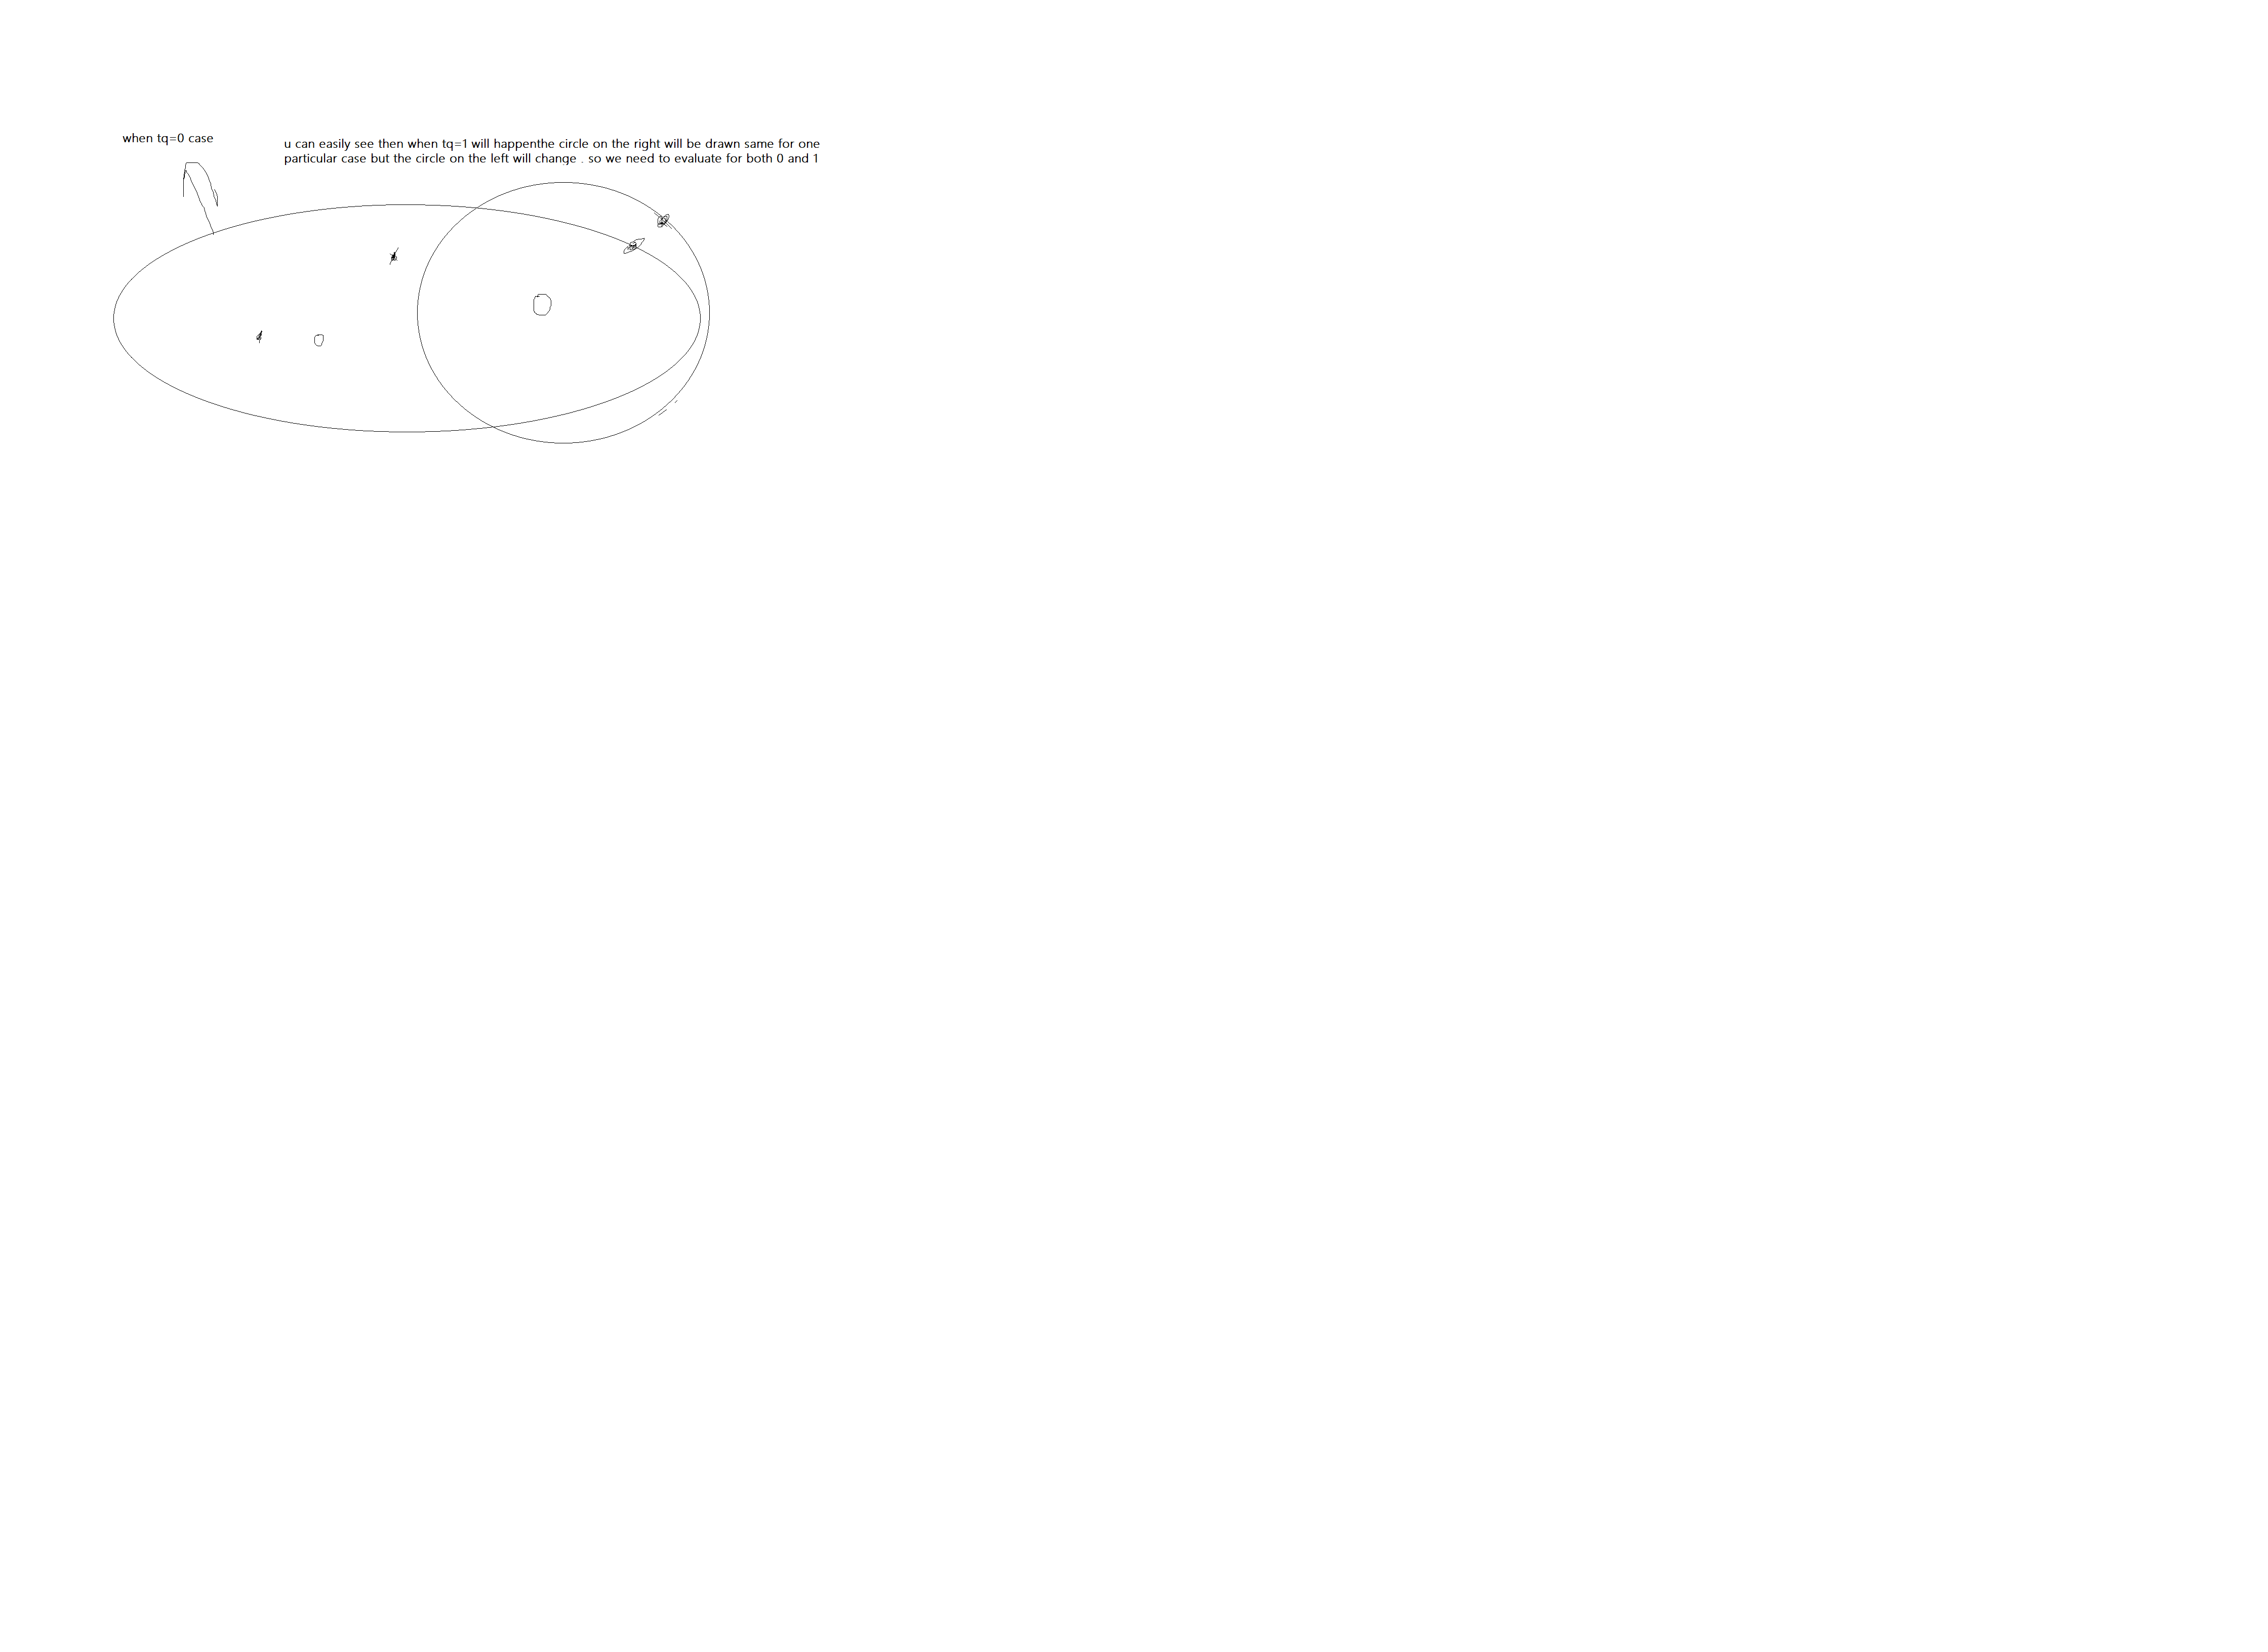 when tq=0 case
u can easily see then when tq=1 will happenthe circle on the right will be drawn same for one
particular case but the circle on the left will change . so we need to evaluate for both 0 and 1